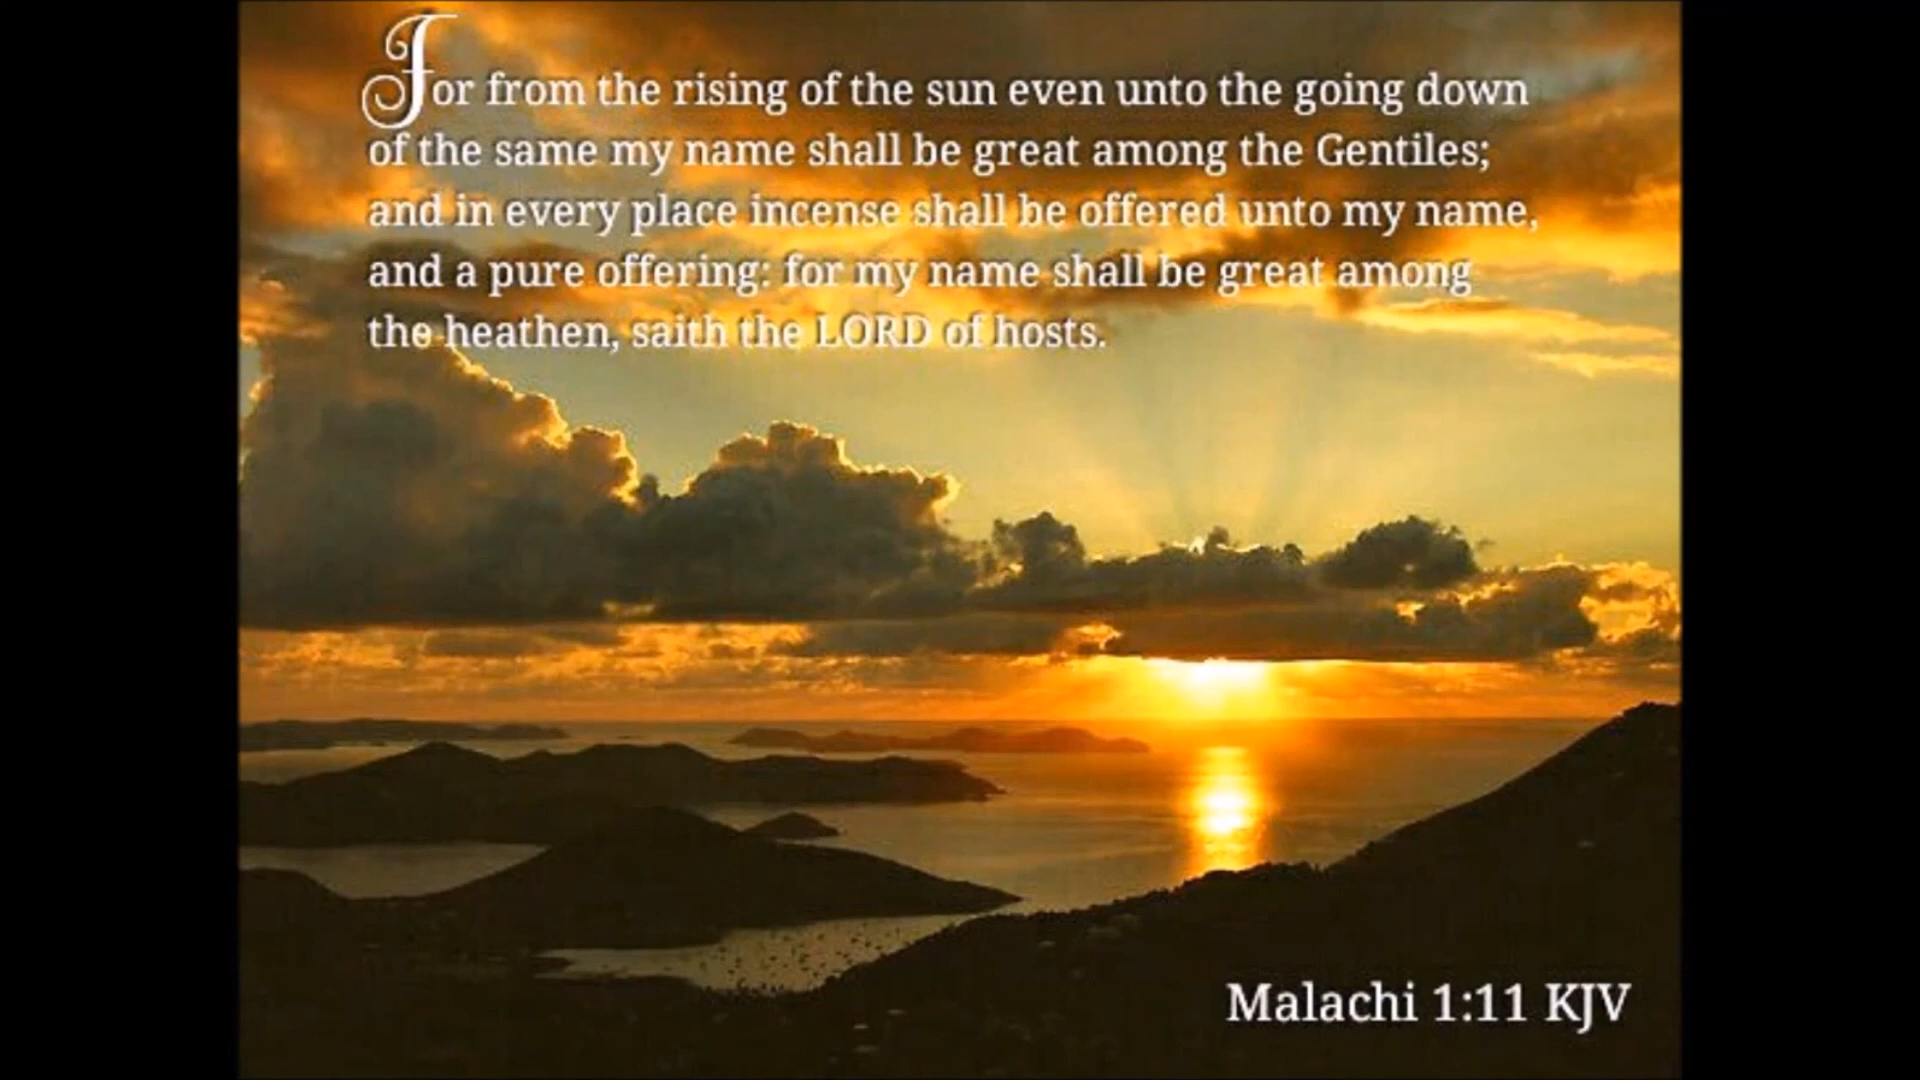 For from the rising of the sun even unto the going down
of the same my name shall be great among the Gentiles;
and in every place incense shall be offered unto my name,
and a pure offering: for my name shall be great among
the heathen, saith the LORD of hosts.
Malachi 1:11 KJV